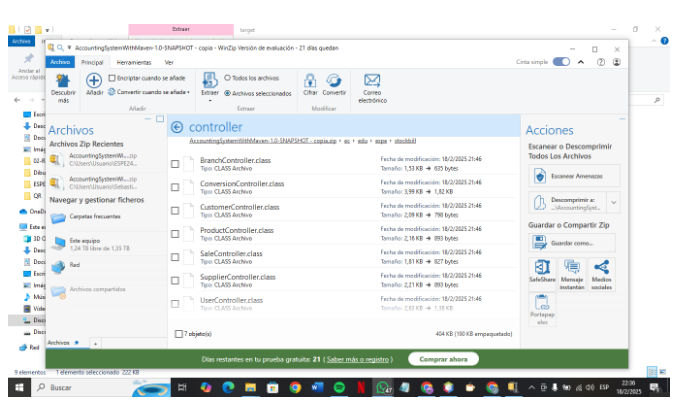 Extraer
target
Archivo
AccountingSystemWithMaven-1.0-SNAPSHOT - copia - WinZip Versión de evaluación - 21 días quedan
Archivo Principal Herramientas Ver
Cinta simple
Anclar al
Acceso rápido
Descubrir
más
Añadir
Encriptar cuando se añade
Convertir cuando se añade
Añadir
Extraer
Todos los archivos
Archivos seleccionados
Extraer
Cifrar Convertir
Modificar
Correo
electrónico
Archivos
Archivos Zip Recientes
AccountingSystemWi....zip
C:\Users\Usuario\ESPE24...
AccountingSystemWi....zip
C:\Users\Usuario\Sebasti...
Navegar y gestionar ficheros
Carpetas frecuentes
Este equipo
1,24 TB libre de 1,35 TB
Red
Archivos compartidos
Archivos
controller
AccountingSystemWithMaven-1.0-SNAPSHOT - copia.zip
ec
edu
espe
BranchController.class
Tipo: CLASS Archivo
Fecha de modificación: 18/2/2025 21:46
Tamaño: 1,53 KB → 635 bytes
ConversionController.class
Tipo: CLASS Archivo
Fecha de modificación: 18/2/2025 21:46
Tamaño: 3,99 KB → 1,82 KB
CustomerController.class
Tipo: CLASS Archivo
Fecha de modificación: 18/2/2025 21:46
Tamaño: 2,09 KB → 798 bytes
ProductController.class
Tipo: CLASS Archivo
Fecha de modificación: 18/2/2025 21:46
Tamaño: 2,16 KB → 893 bytes
SaleController.class
Tipo: CLASS Archivo
Fecha de modificación: 18/2/2025 21:46
Tamaño: 1,81 KB → 827 bytes
SupplierController.class
Tipo: CLASS Archivo
Fecha de modificación: 18/2/2025 21:46
Tamaño: 2,21 KB → 893 bytes
UserController.class
Tipo: CLASS Archivo
Fecha de modificación: 18/2/2025 21:46
7 objeto(s)
404 KB (190 KB empaquetado)
Acciones
Escanear o Descomprimir
Todos Los Archivos
Escanear Amenazas
Descomprimir a:
...\AccountingSyst...
Guardar o Compartir Zip
Guardar como...
SafeShare
Mensaje
instantán
Medios
sociales
Portapap
eles
Días restantes en tu prueba gratuita: 21 ( Saber más o registro )
Comprar ahora
9 elementos 1 elemento seleccionado 222 KB
Buscar
ESP
22:06
18/2/2025